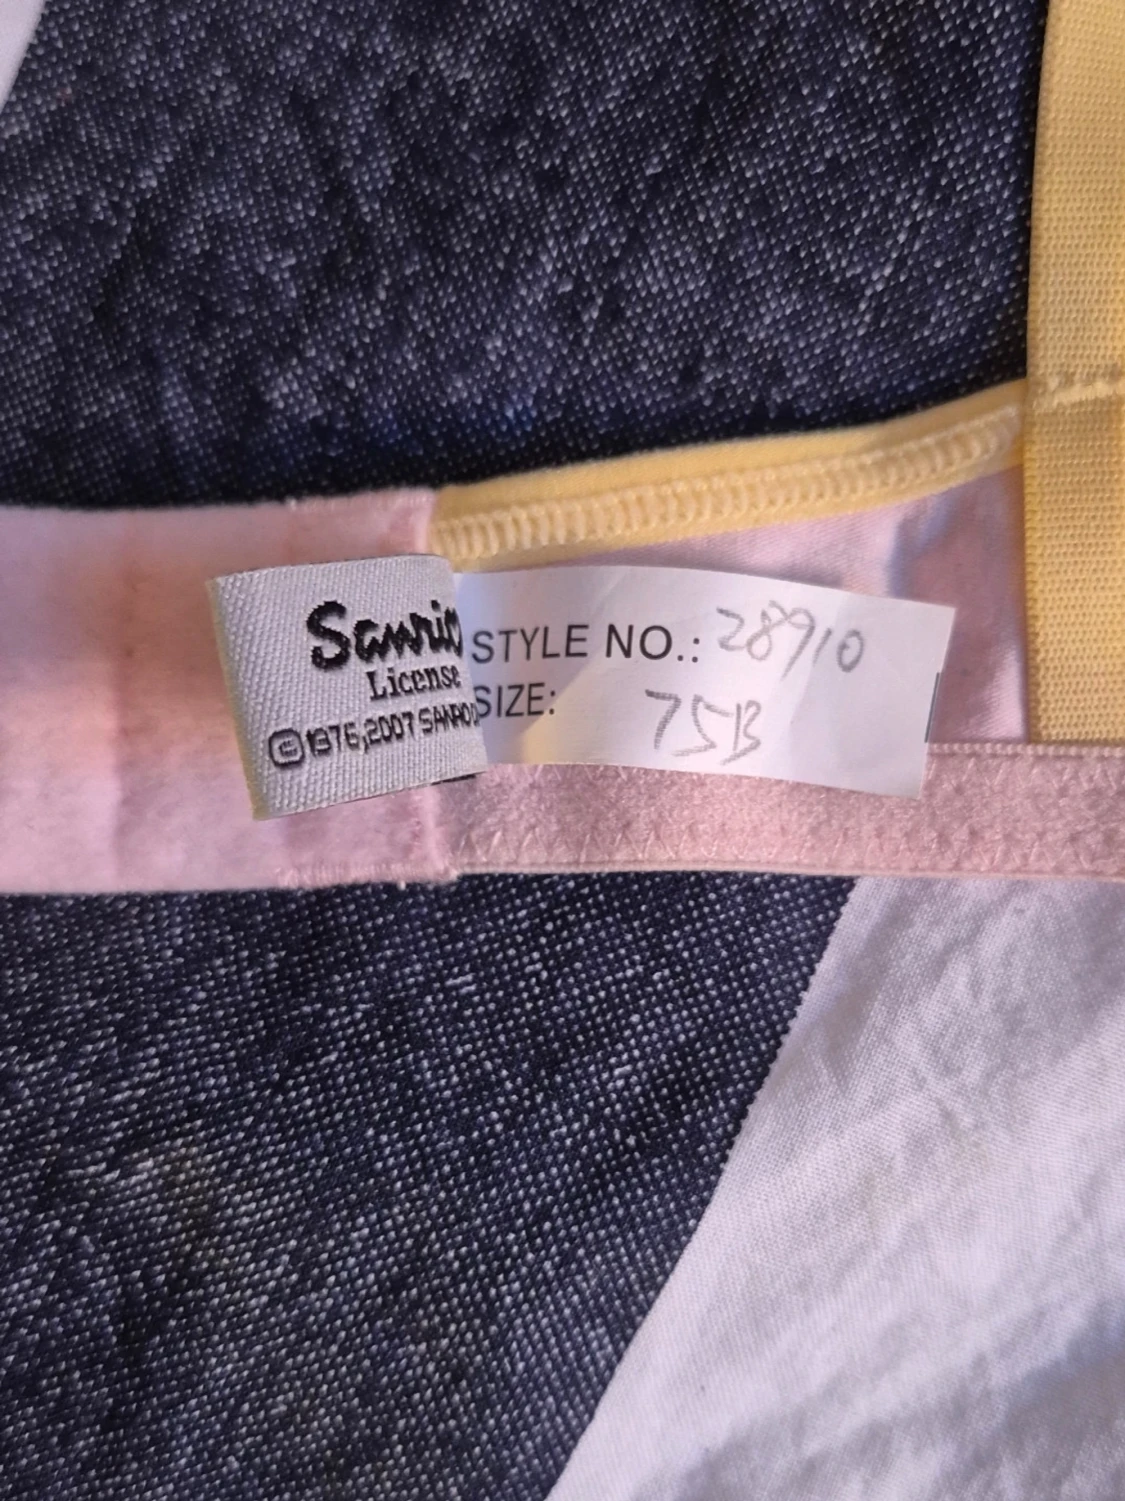 Sanrio
License
©1976,2007 SANRIO
STYLE NO.: 28910
SIZE: 75B